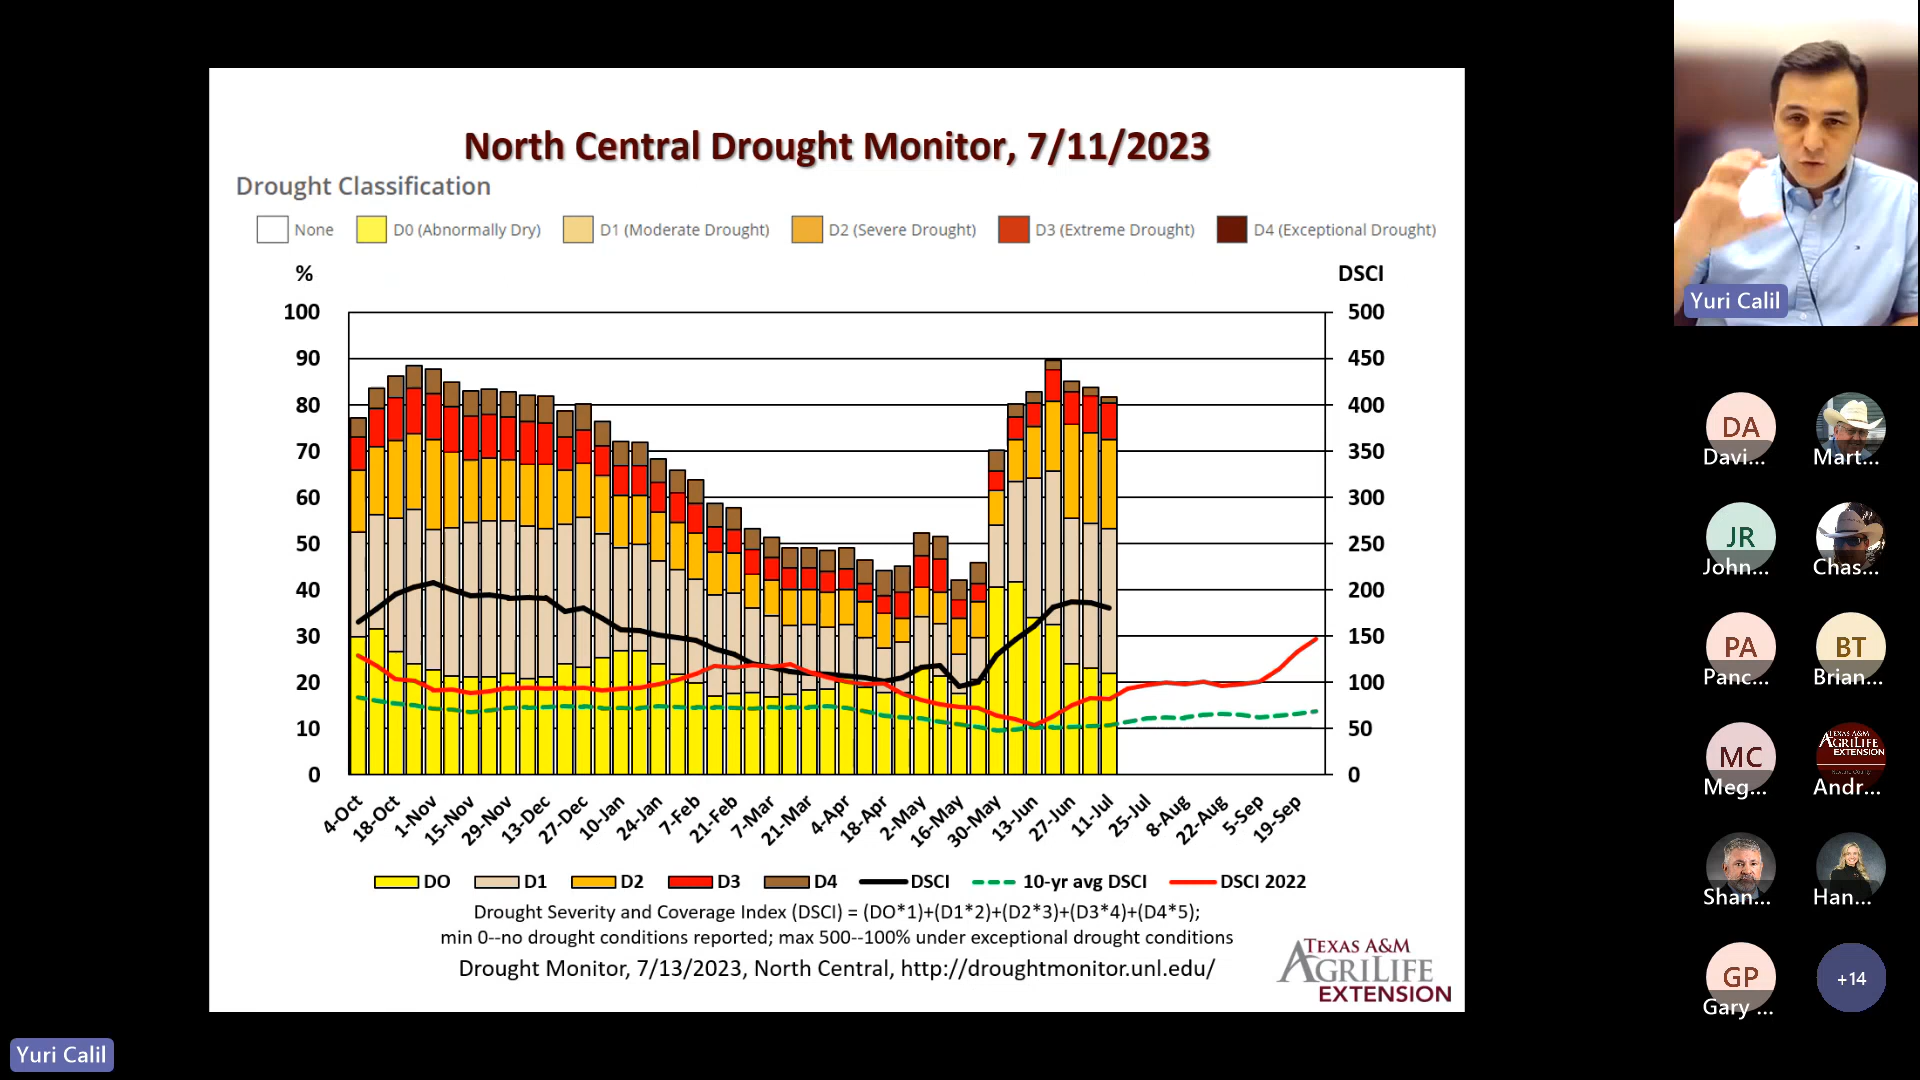 North Central Drought Monitor, 7/11/2023
Drought Classification
None
D0 (Abnormally Dry)
D1 (Moderate Drought)
D2 (Severe Drought)
D3 (Extreme Drought)
D4 (Exceptional Drought)
%
DSCI
100
90
80
70
60
50
40
30
20
10
0
500
450
400
350
300
250
200
150
100
50
0
4-Oct
18-Oct
1-Nov
15-Nov
29-Nov
13-Dec
27-Dec
10-Jan
24-Jan
7-Feb
21-Feb
7-Mar
21-Mar
4-Apr
18-Apr
2-May
16-May
30-May
13-Jun
27-Jun
11-Jul
25-Jul
8-Aug
22-Aug
5-Sep
19-Sep
DO
D1
D2
D3
D4
DSCI
10-yr avg DSCI
DSCI 2022
Drought Severity and Coverage Index (DSCI) = (DO*1)+(D1*2)+(D2*3)+(D3*4)+(D4*5);
min 0--no drought conditions reported; max 500--100% under exceptional drought conditions
Drought Monitor, 7/13/2023, North Central, http://droughtmonitor.unl.edu/
TEXAS A&M
AGRILIFE
EXTENSION
Yuri Calil
DA
Davi...
Mart...
JR
John...
Chas...
PA
Panc...
BT
Brian...
MC
Meg...
TEXAS A&M
AGRILIFE
EXTENSION
Andr...
Shan...
Han...
GP
Gary ...
+14
Yuri Calil